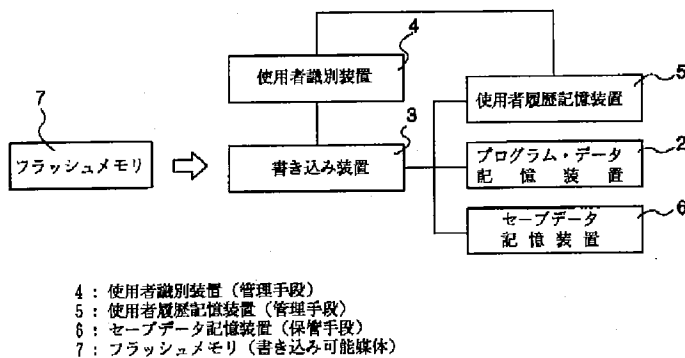 4
使用者識別装置
5
使用者履歴記憶装置
7
フラッシュメモリ
3
書き込み装置
2
プログラム・データ
記憶装置
6
セーブデータ
記憶装置
4：使用者識別装置（管理手段）
5：使用者履歴記憶装置（管理手段）
6：セーブデータ記憶装置（保管手段）
7：フラッシュメモリ（書き込み可能媒体）